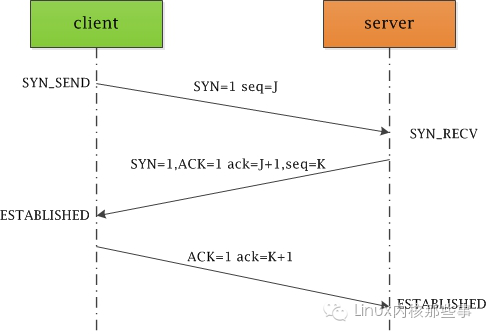 client
server
SYN_SEND
SYN=1 seq=J
SYN_RECV
SYN=1,ACK=1 ack=J+1,seq=K
ESTABLISHED
ACK=1 ack=K+1
ESTABLISHED
Linux内核那些事